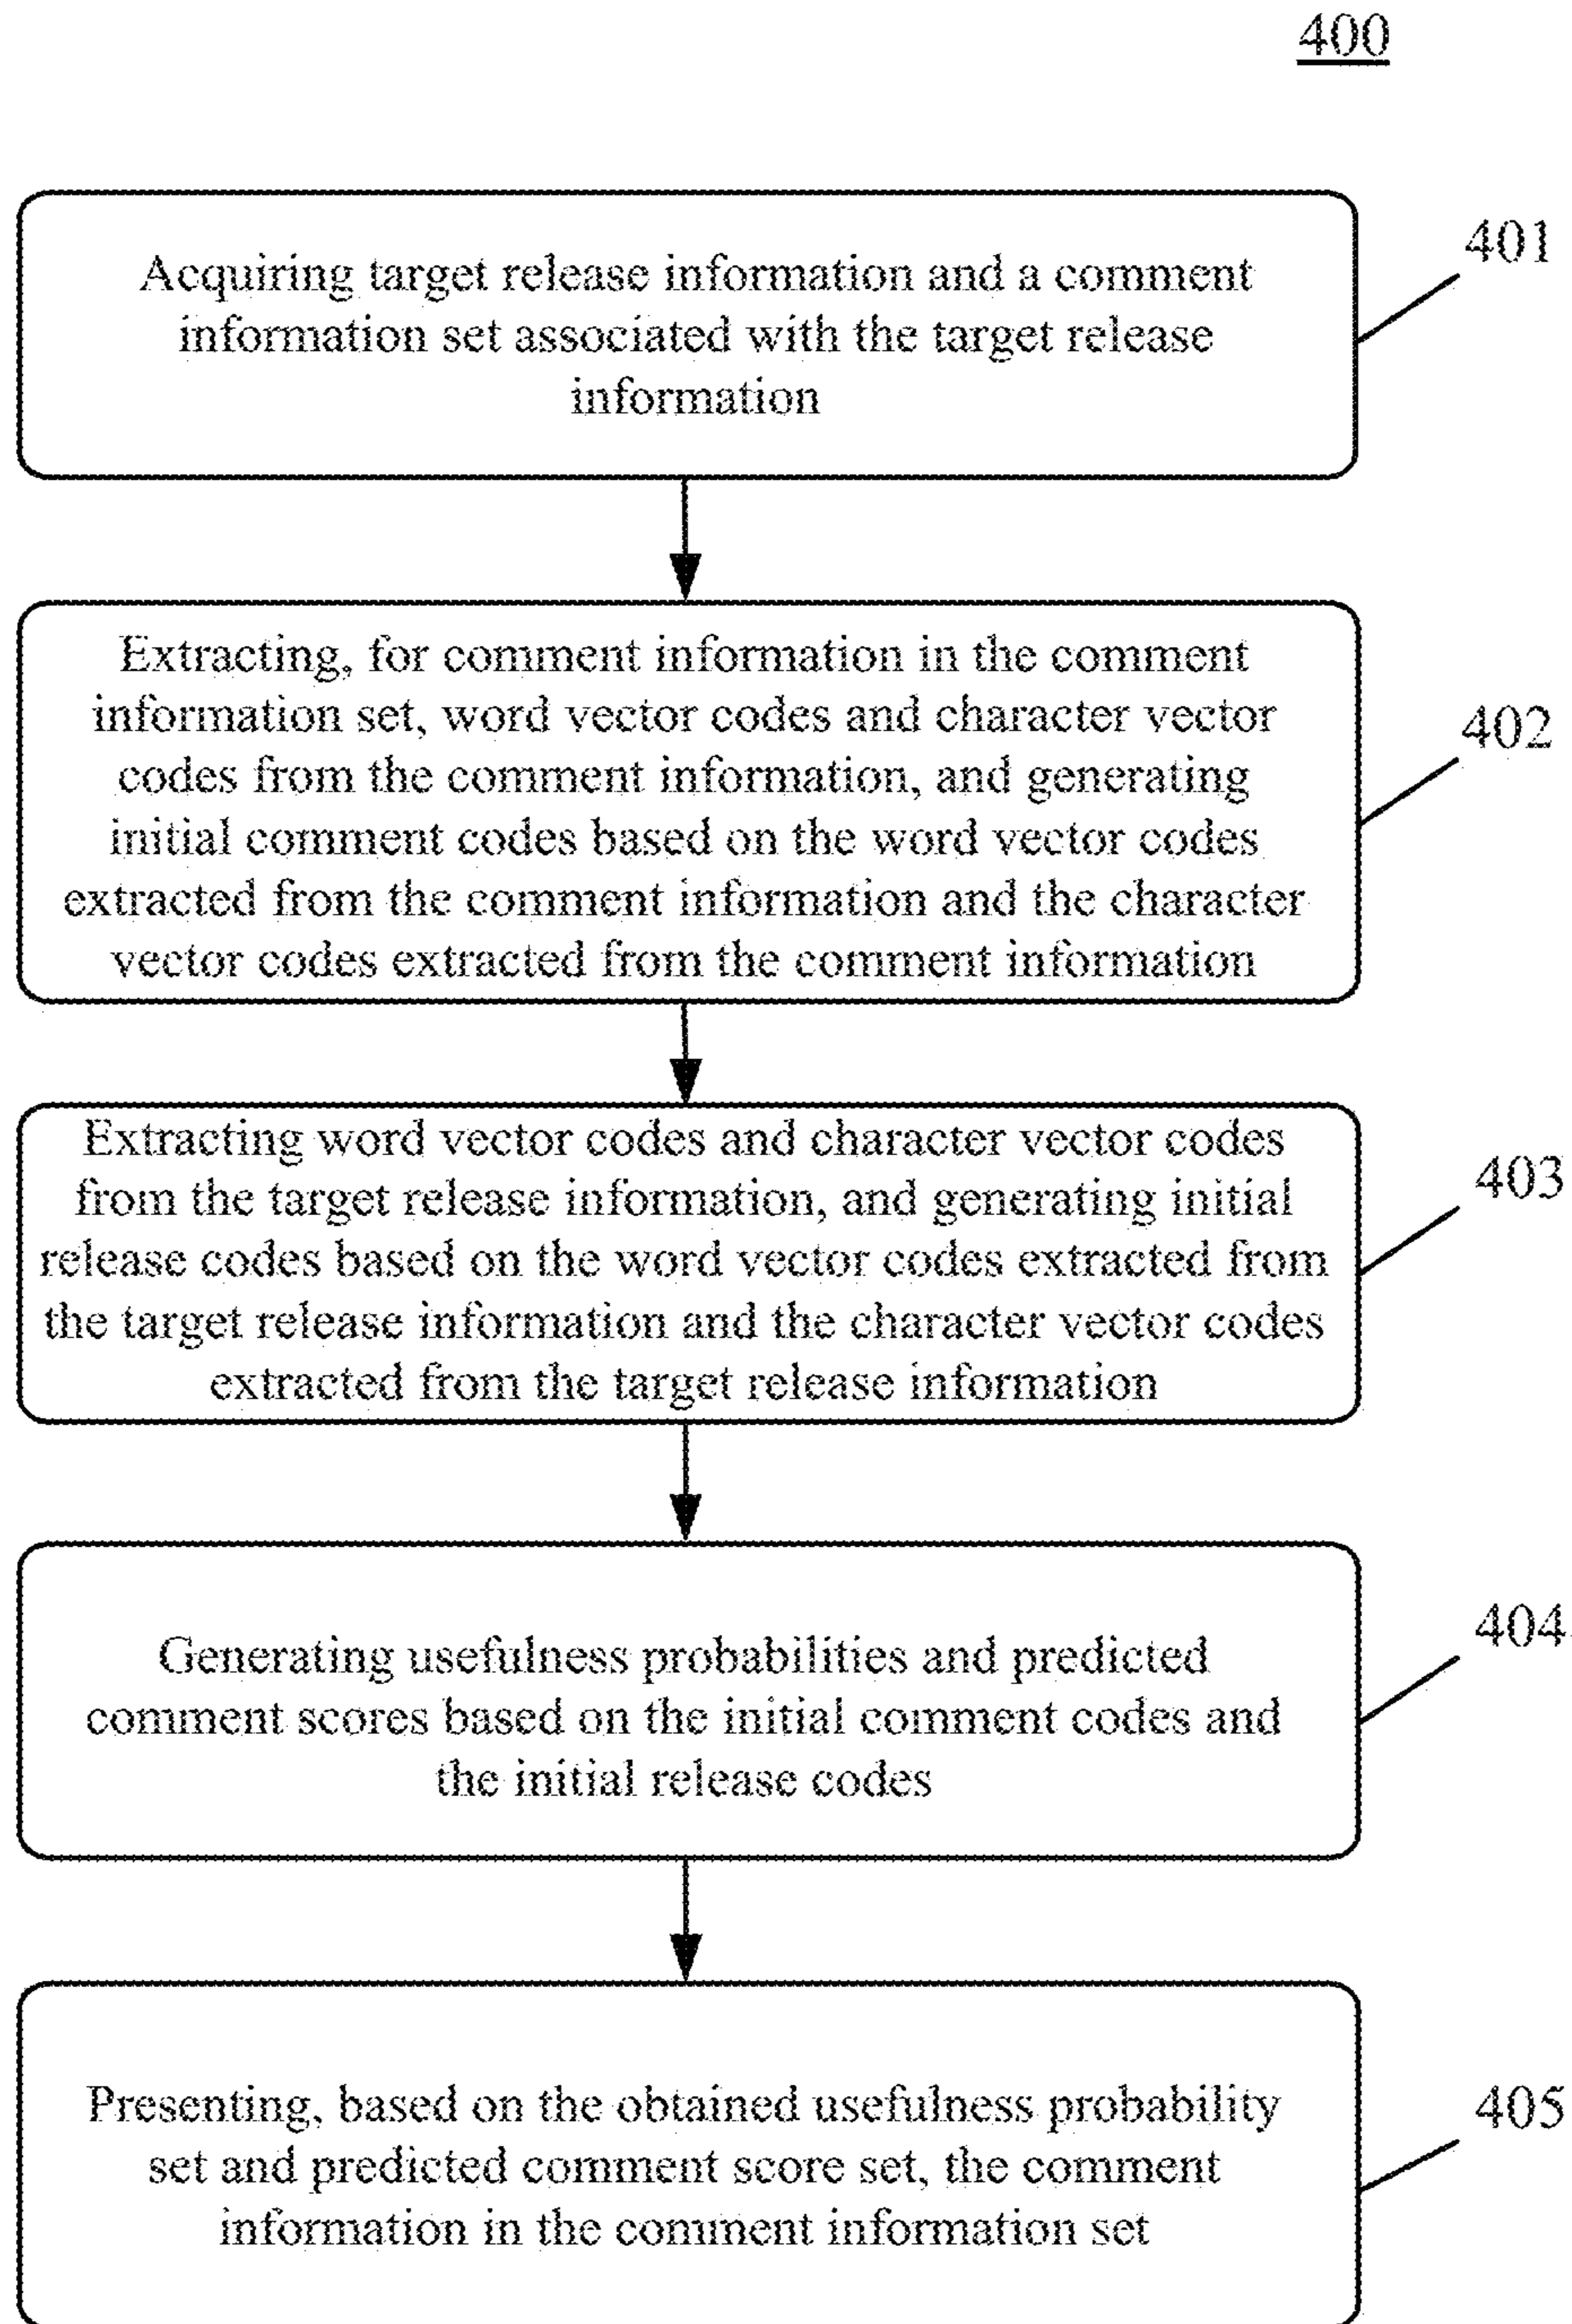 400
Acquiring target release information and a comment
information set associated with the target release
information
401
Extracting, for comment information in the comment
information set, word vector codes and character vector
codes from the comment information, and generating
initial comment codes based on the word vector codes
extracted from the comment information and the character
vector codes extracted from the comment information
402
Extracting word vector codes and character vector codes
from the target release information, and generating initial
release codes based on the word vector codes extracted from
the target release information and the character vector codes
extracted from the target release information
403
Generating usefulness probabilities and predicted
comment scores based on the initial comment codes and
the initial release codes
404
Presenting, based on the obtained usefulness probability
set and predicted comment score set, the comment
information in the comment information set
405